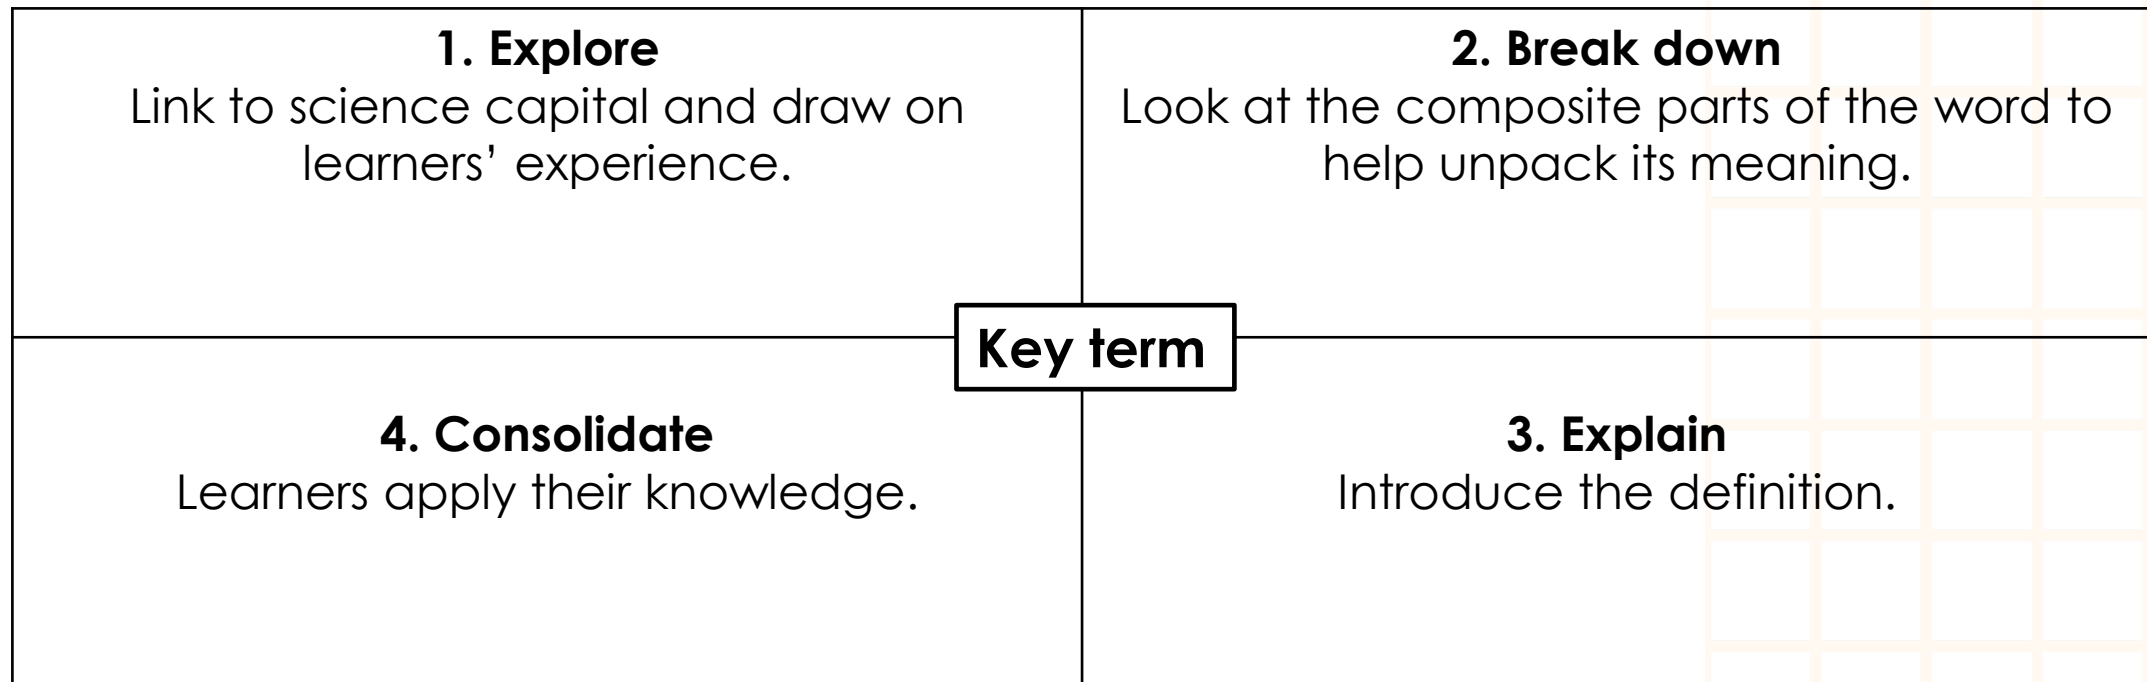 1. Explore
Link to science capital and draw on
learners’ experience.
2. Break down
Look at the composite parts of the word to
help unpack its meaning.
Key term
4. Consolidate
Learners apply their knowledge.
3. Explain
Introduce the definition.